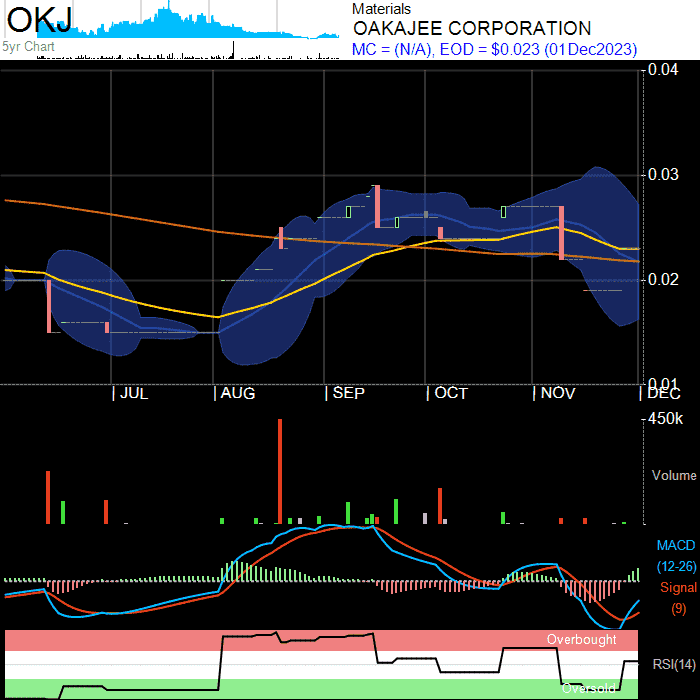 OKJ
5yr Chart
Materials
OAKAJEE CORPORATION
MC = (N/A), EOD = $0.023 (01Dec2023)
0.04
0.03
0.02
0.01
JUL AUG SEP OCT NOV DEC
450k
Volume
MACD
(12-26)
Signal
(9)
Overbought
RSI(14)
Oversold